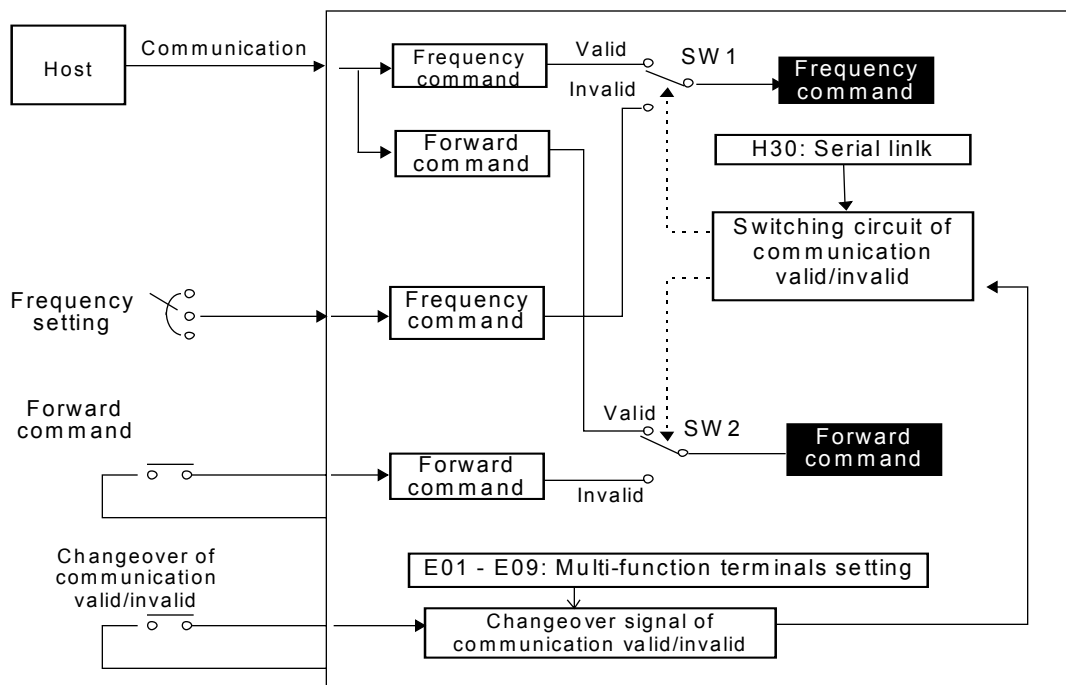 Host
Communication
Frequency
command
Valid
SW1
Frequency
command
Invalid
Forward
command
H30: Serial linlk
Switching circuit of
communication
valid/invalid
Frequency
setting
Frequency
command
Forward
command
Valid
SW2
Forward
command
Forward
command
Invalid
Changeover of
communication
valid/invalid
E01 - E09: Multi-function terminals setting
Changeover signal of
communication valid/invalid